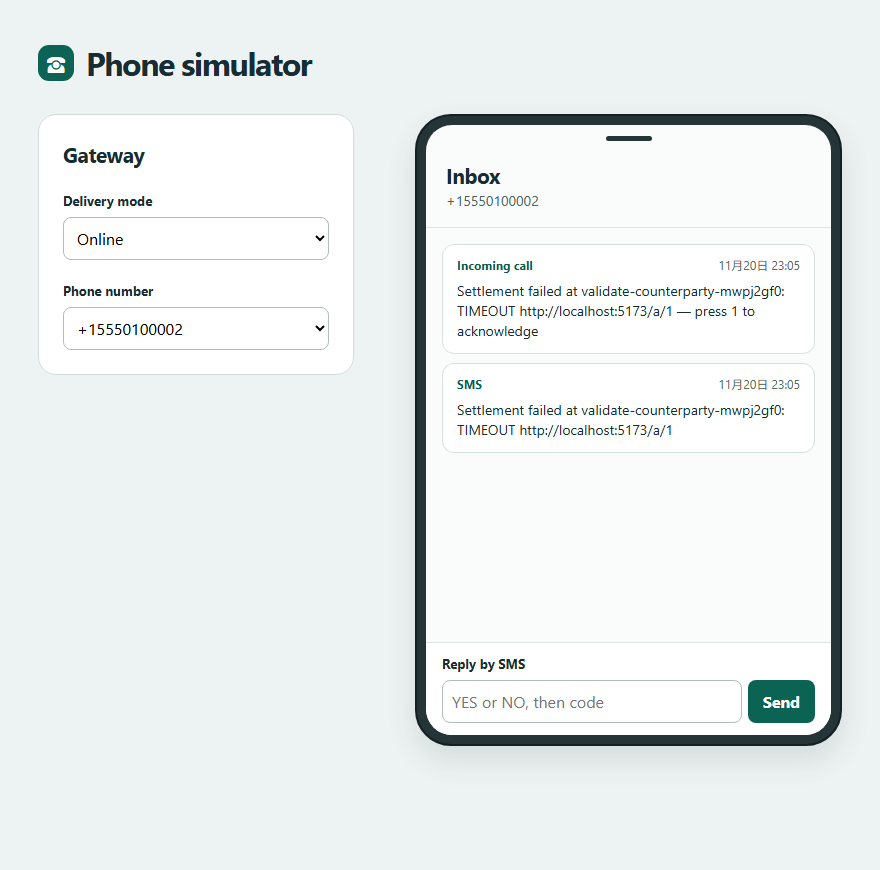 Phone simulator
Gateway
Delivery mode
Online
Phone number
+15550100002
Inbox
+15550100002
Incoming call 11月20日 23:05
Settlement failed at validate-counterparty-mwpj2gf0:
TIMEOUT http://localhost:5173/a/1 — press 1 to
acknowledge
SMS 11月20日 23:05
Settlement failed at validate-counterparty-mwpj2gf0:
TIMEOUT http://localhost:5173/a/1
Reply by SMS
YES or NO, then code
Send